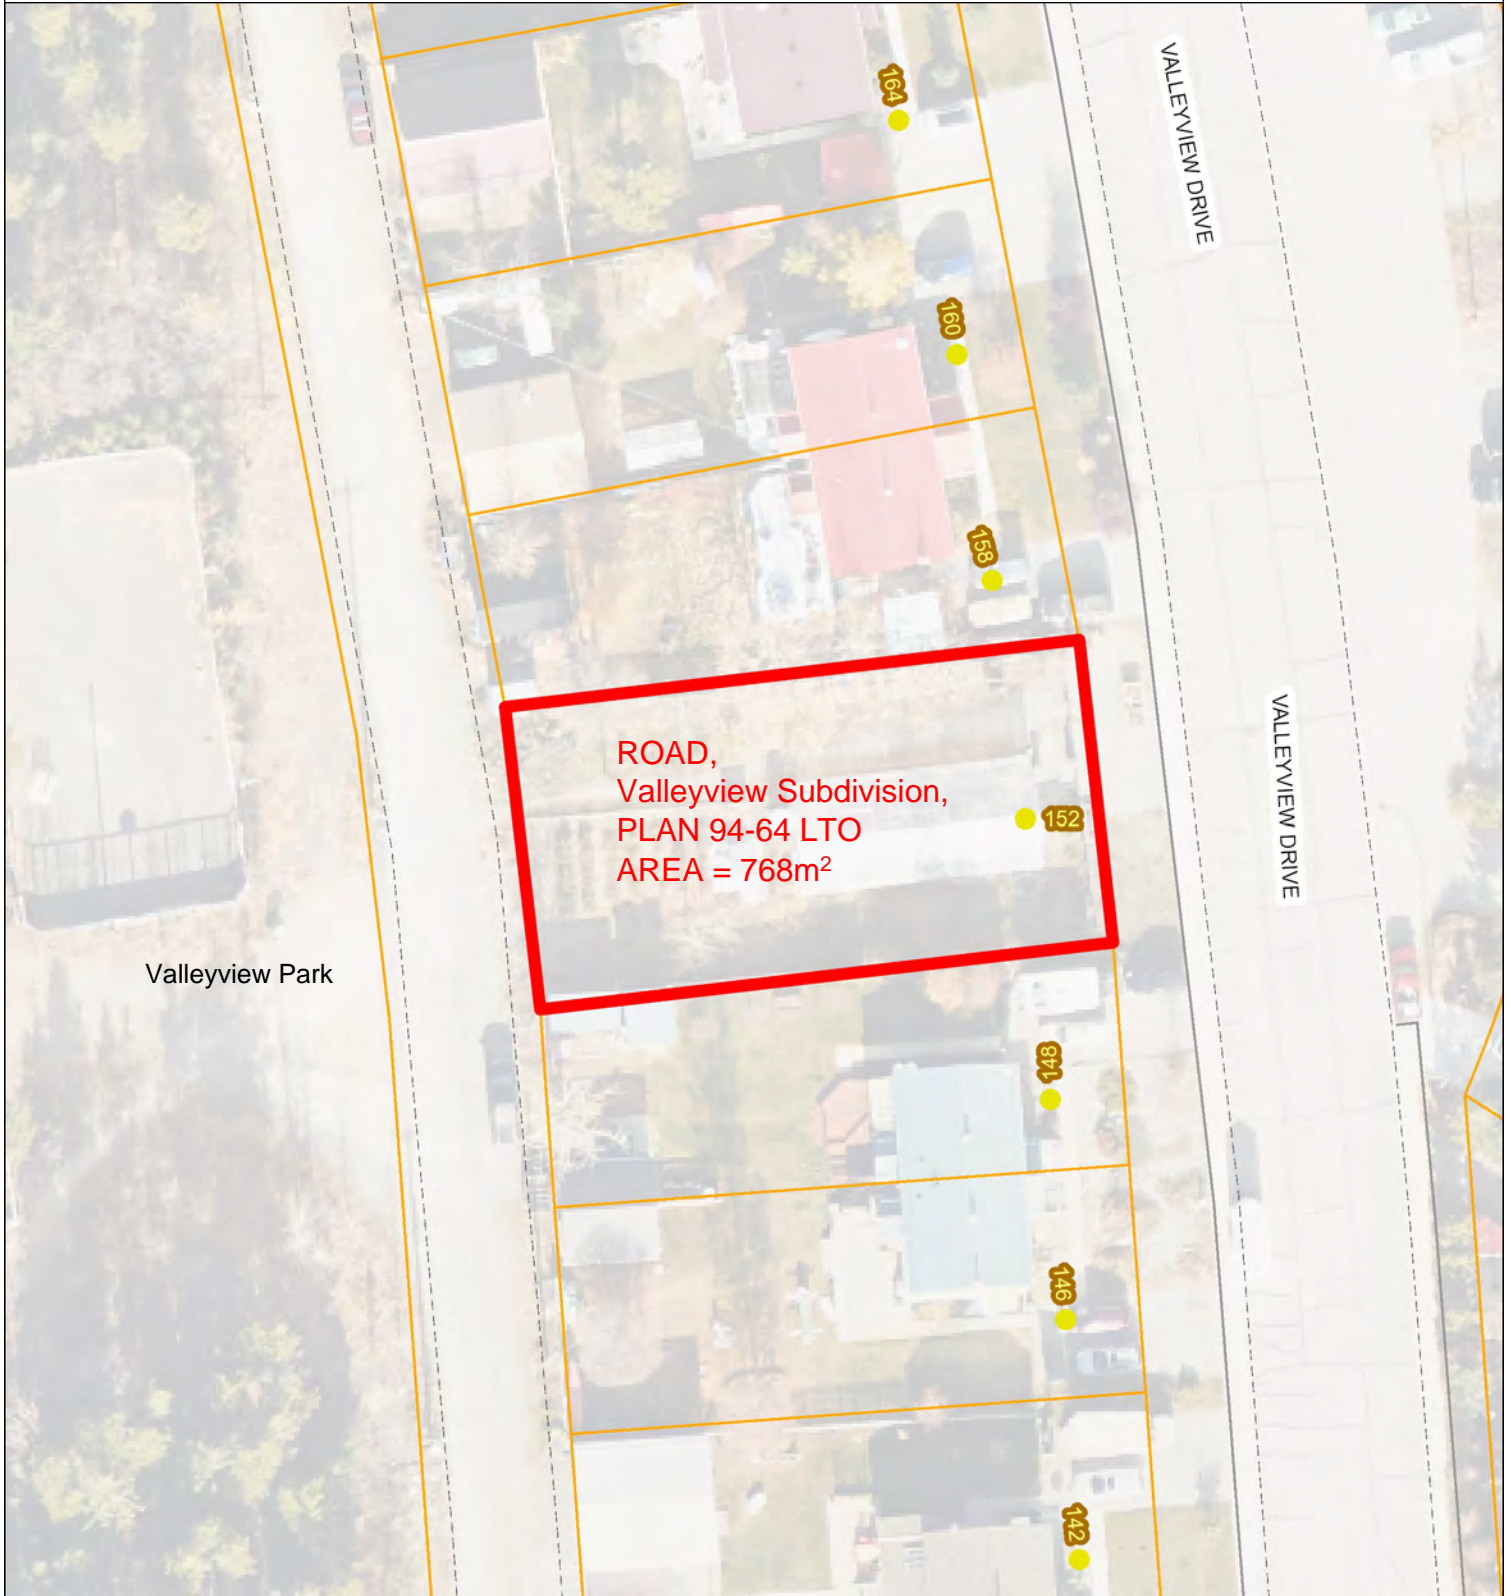 VALLEYVIEW DRIVE
164
160
158
ROAD,
Valleyview Subdivision,
PLAN 94-64 LTO
AREA = 768m²
152
VALLEYVIEW DRIVE
Valleyview Park
148
146
142